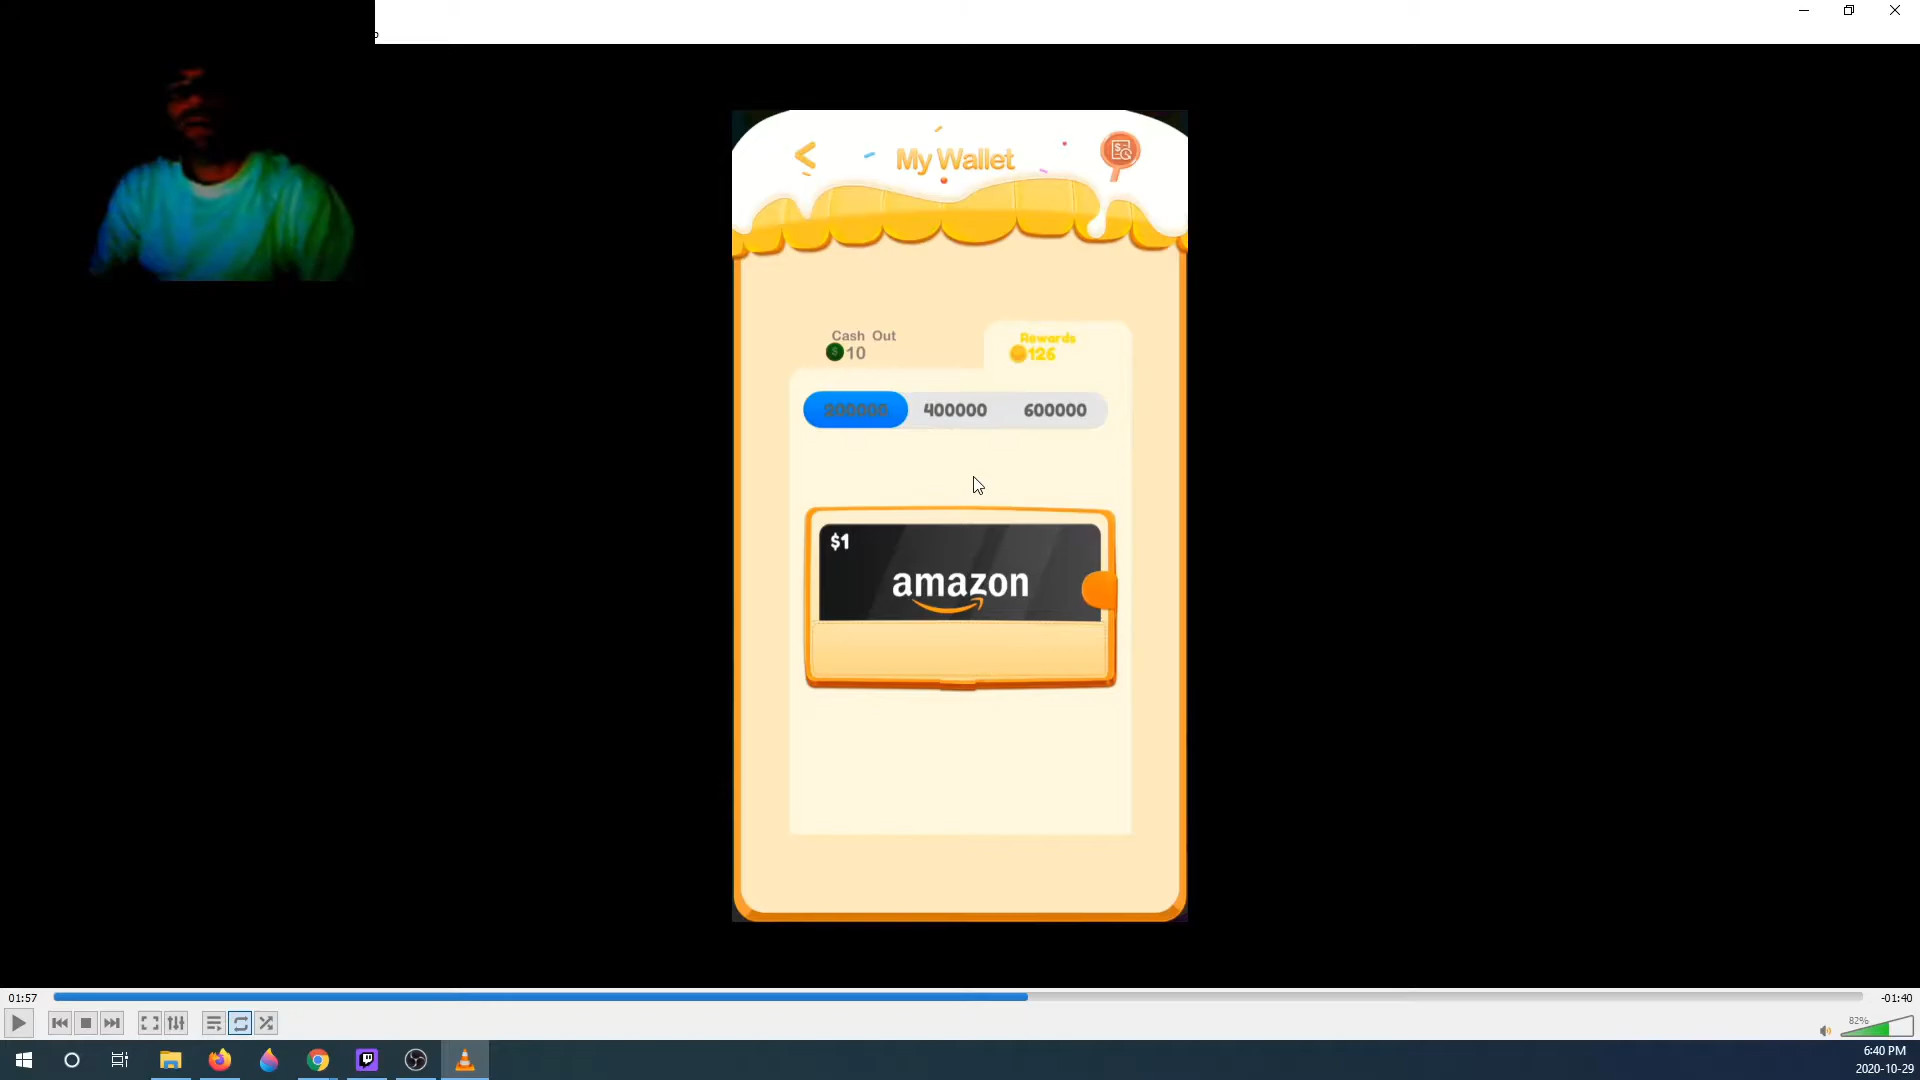 My Wallet
Cash Out
10
Rewards
126
200000 400000 600000
$1
amazon
01:57
-01:40
82%
6:40 PM
2020-10-29